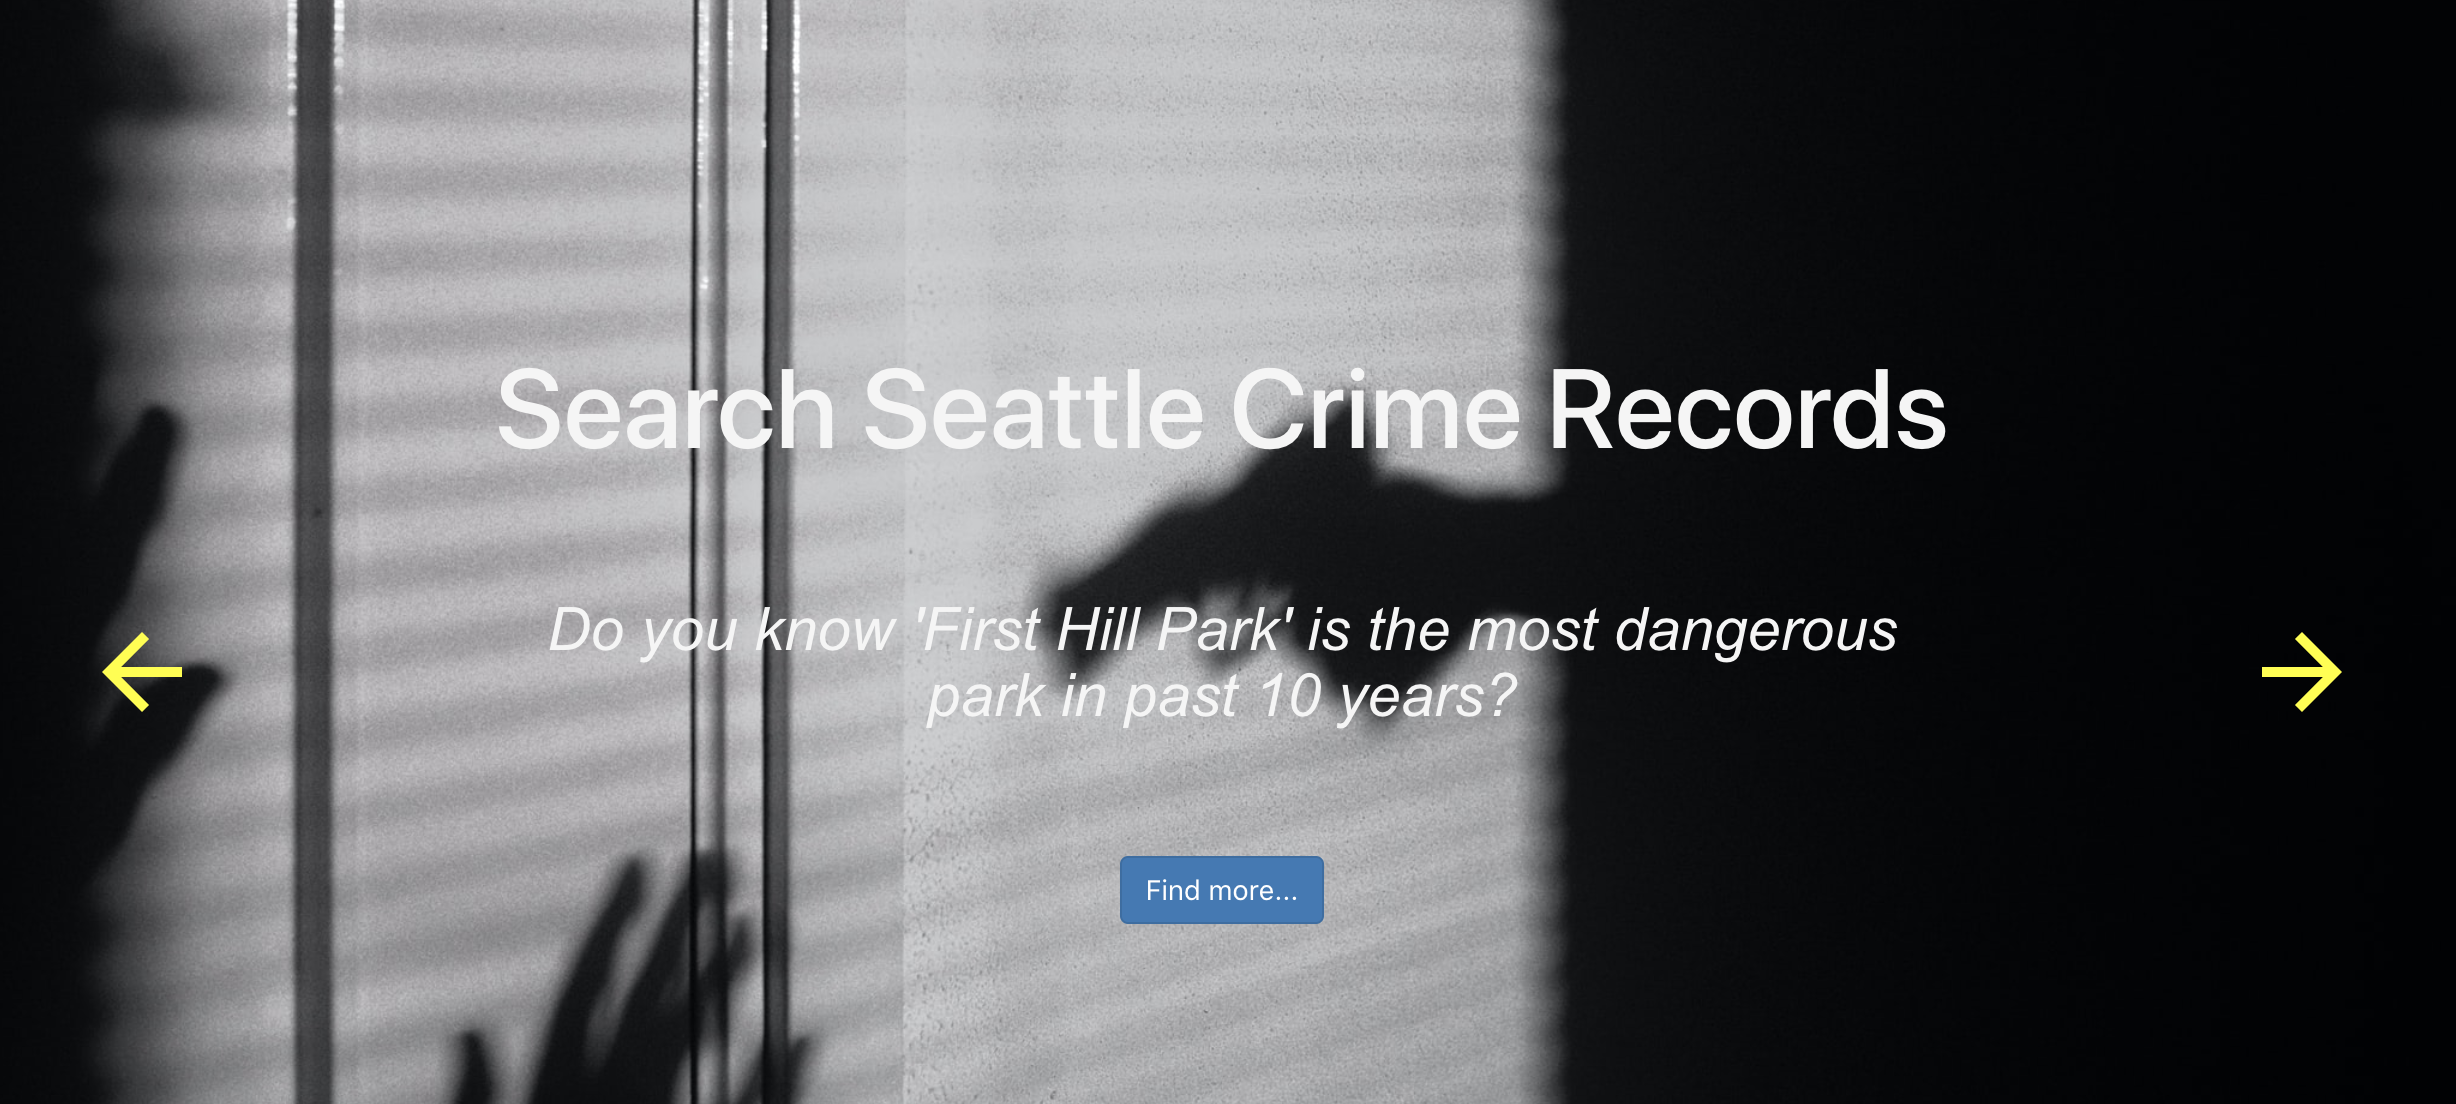 Search Seattle Crime Records
Do you know 'First Hill Park' is the most dangerous
park in past 10 years?
Find more...